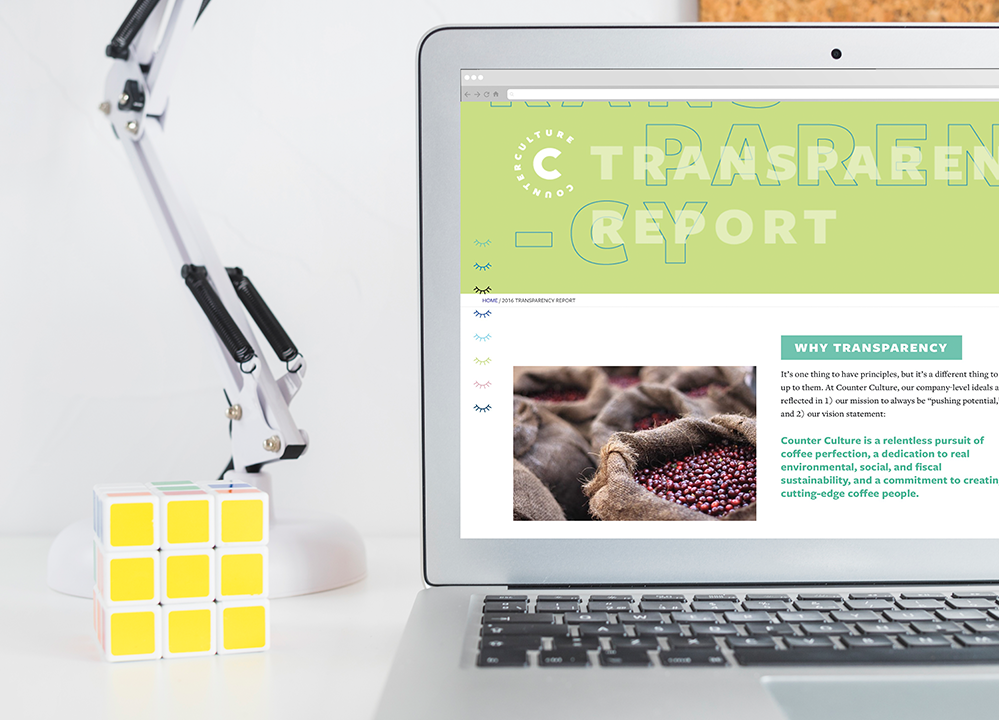 RANS
PAREN
-CY
COUNTERCULTURE
C
TRANSPAREN
REPORT
HOME / 2016 TRANSPARENCY REPORT
WHY TRANSPARENCY
It's one thing to have principles, but it's a different thing to
up to them. At Counter Culture, our company-level ideals a
reflected in 1) our mission to always be “pushing potential,”
and 2) our vision statement:
Counter Culture is a relentless pursuit of
coffee perfection, a dedication to real
environmental, social, and fiscal
sustainability, and a commitment to creatin
cutting-edge coffee people.